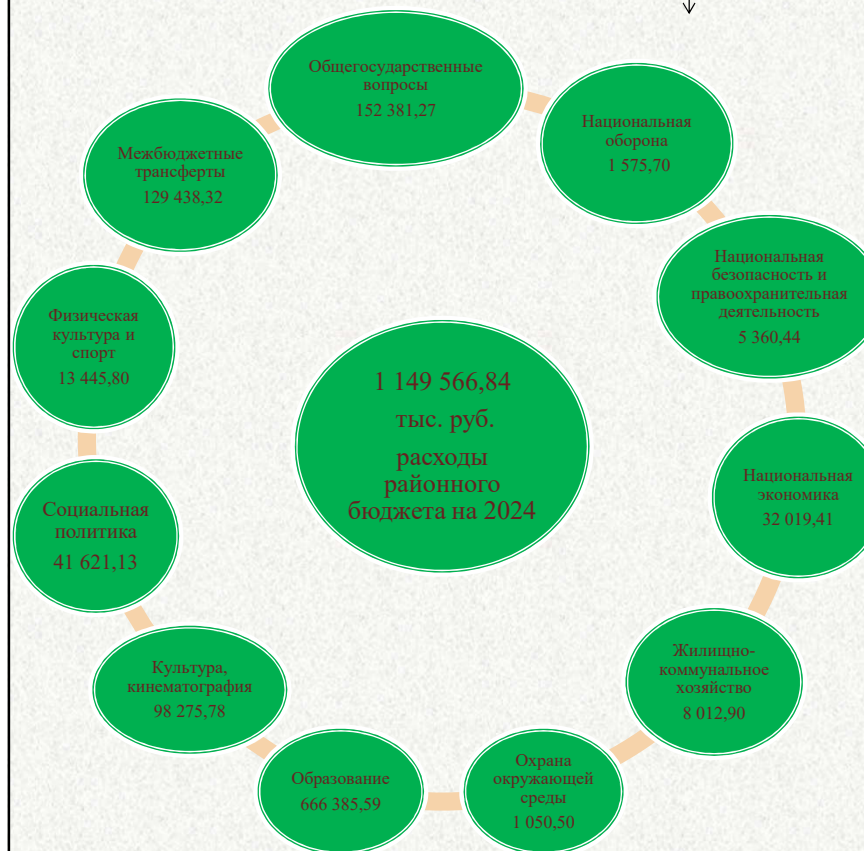 Общегосударственные
вопросы
152 381,27
Национальная
оборона
1 575,70
Национальная
безопасность и
правоохранительная
деятельность
5 360,44
Национальная
экономика
32 019,41
Жилищно-
коммунальное
хозяйство
8 012,90
Охрана
окружающей
среды
1 050,50
Образование
666 385,59
Культура,
кинематография
98 275,78
Социальная
политика
41 621,13
Физическая
культура и
спорт
13 445,80
Межбюджетные
трансферты
129 438,32
1 149 566,84
тыс. руб.
расходы
районного
бюджета на 2024